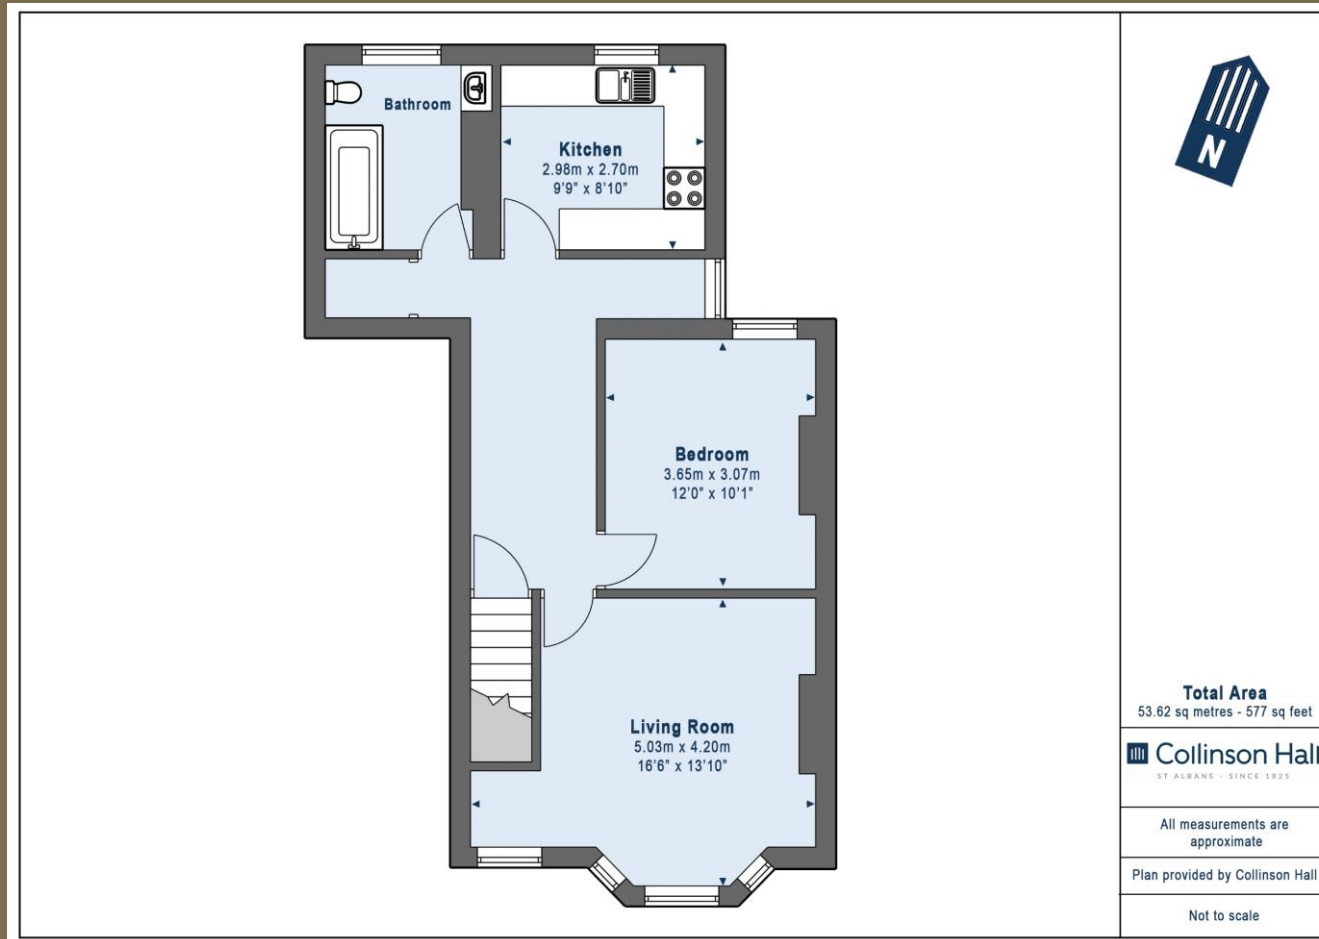 Bathroom
Kitchen
2.98m x 2.70m
9'9" x 8'10"
Bedroom
3.65m x 3.07m
12'0" x 10'1"
Living Room
5.03m x 4.20m
16'6" x 13'10"
N
Total Area
53.62 sq metres - 577 sq feet
Collinson Hall
ST ALBANS - SINCE 1825
All measurements are
approximate
Plan provided by Collinson Hall
Not to scale